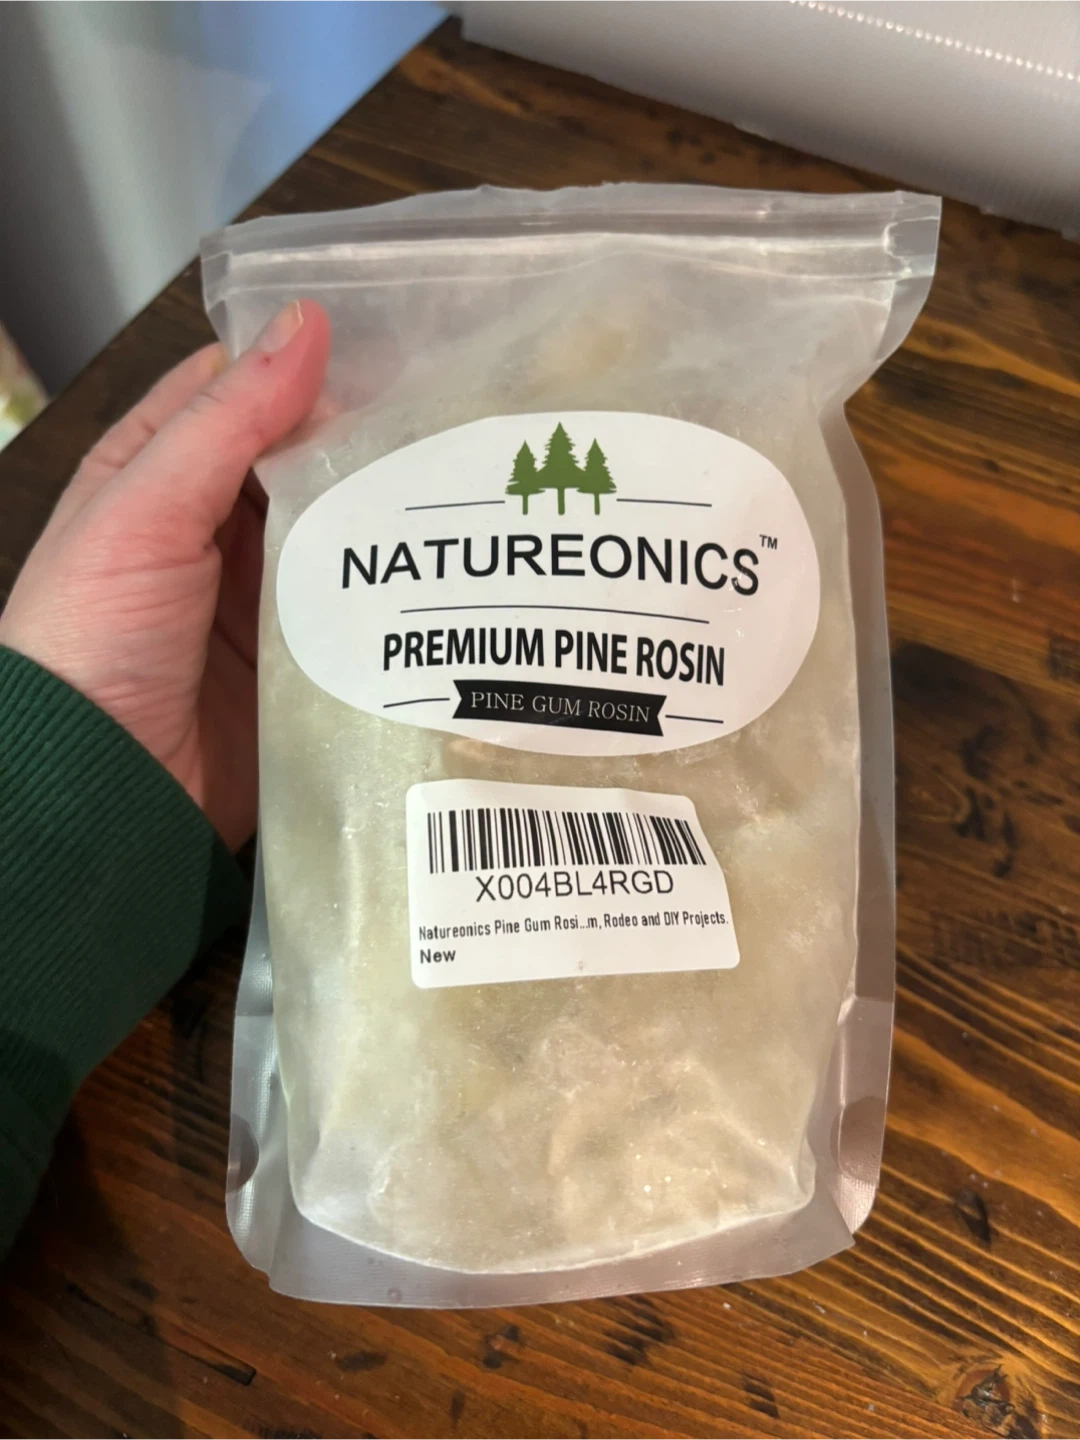 NATUREONICS™
PREMIUM PINE ROSIN
PINE GUM ROSIN
X004BL4RGD
Natureonics Pine Gum Rosi...m, Rodeo and DIY Projects.
New